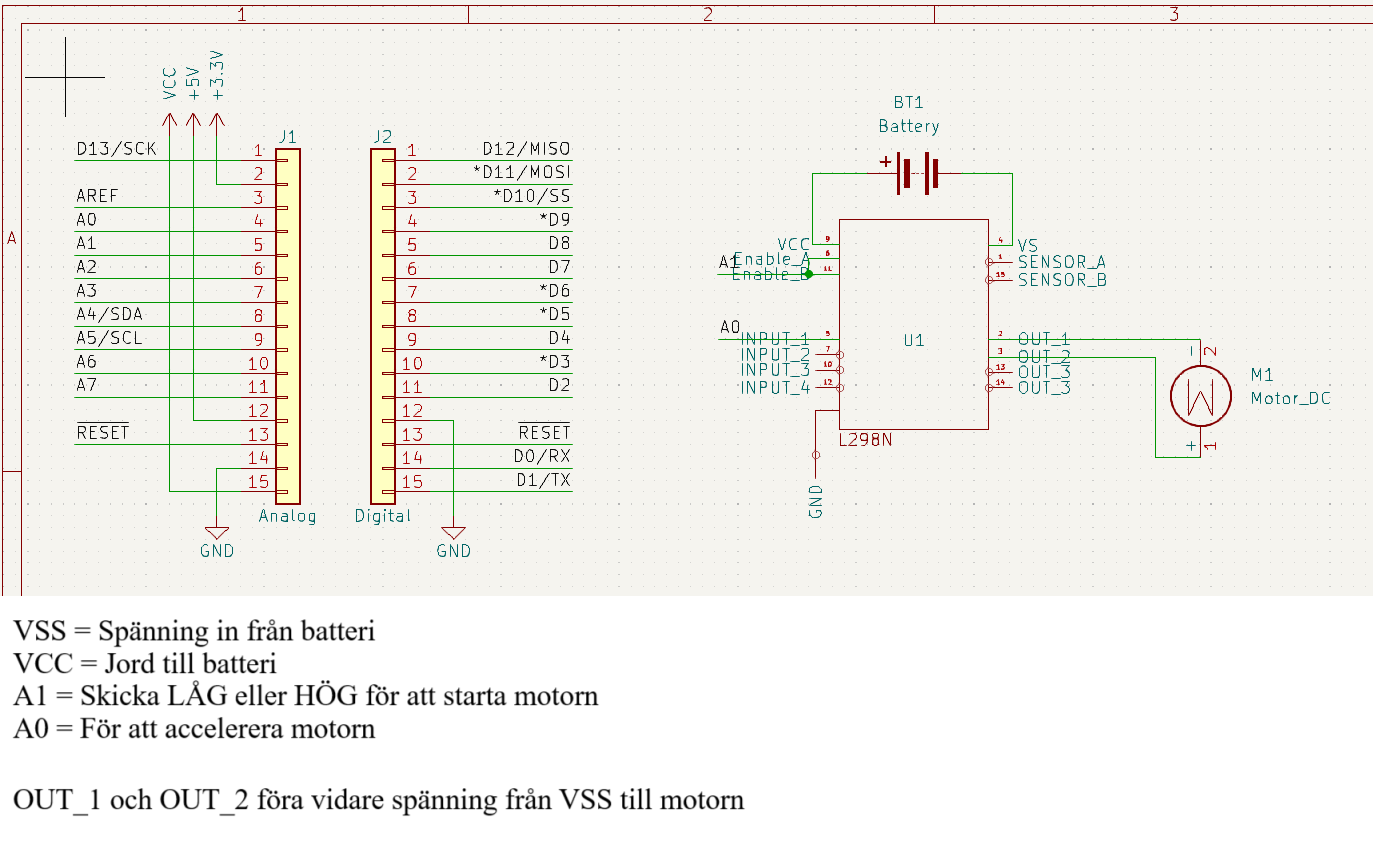 1 2 3
A
VCC +5V +3.3V
J1 J2
D13/SCK 1 1 D12/MISO
2 2 *D11/MOSI
AREF 3 3 *D10/SS
A0 4 4 *D9
A1 5 5 D8
A2 6 6 D7
A3 7 7 *D6
A4/SDA 8 8 *D5
A5/SCL 9 9 D4
A6 10 10 *D3
A7 11 11 D2
12 12
RESET 13 13 RESET
14 14 D0/RX
15 15 D1/TX
Analog Digital
GND GND
BT1
Battery
+
VCC 9 4 VS
Enable_A 6 1 SENSOR_A
A1 Enable_B 11 15 SENSOR_B
A0
INPUT_1 5 U1 2 OUT_1
INPUT_2 7 3 OUT_2
INPUT_3 10 13 OUT_3
INPUT_4 12 14 OUT_3
L298N
GND
- 2
M1
Motor_DC
+ 1
VSS = Spänning in från batteri
VCC = Jord till batteri
A1 = Skicka LÅG eller HÖG för att starta motorn
A0 = För att accelerera motorn
OUT_1 och OUT_2 föra vidare spänning från VSS till motorn